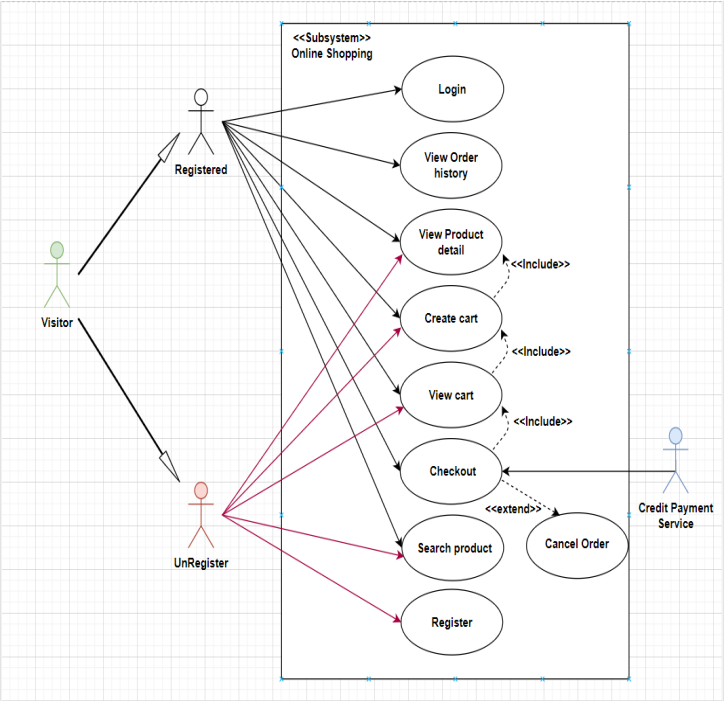 <<Subsystem>>
Online Shopping
Login
Registered
View Order
history
View Product
detail
<<Include>>
Visitor
Create cart
<<Include>>
View cart
<<Include>>
Checkout
<<extend>>
Credit Payment
Service
UnRegister
Search product
Cancel Order
Register